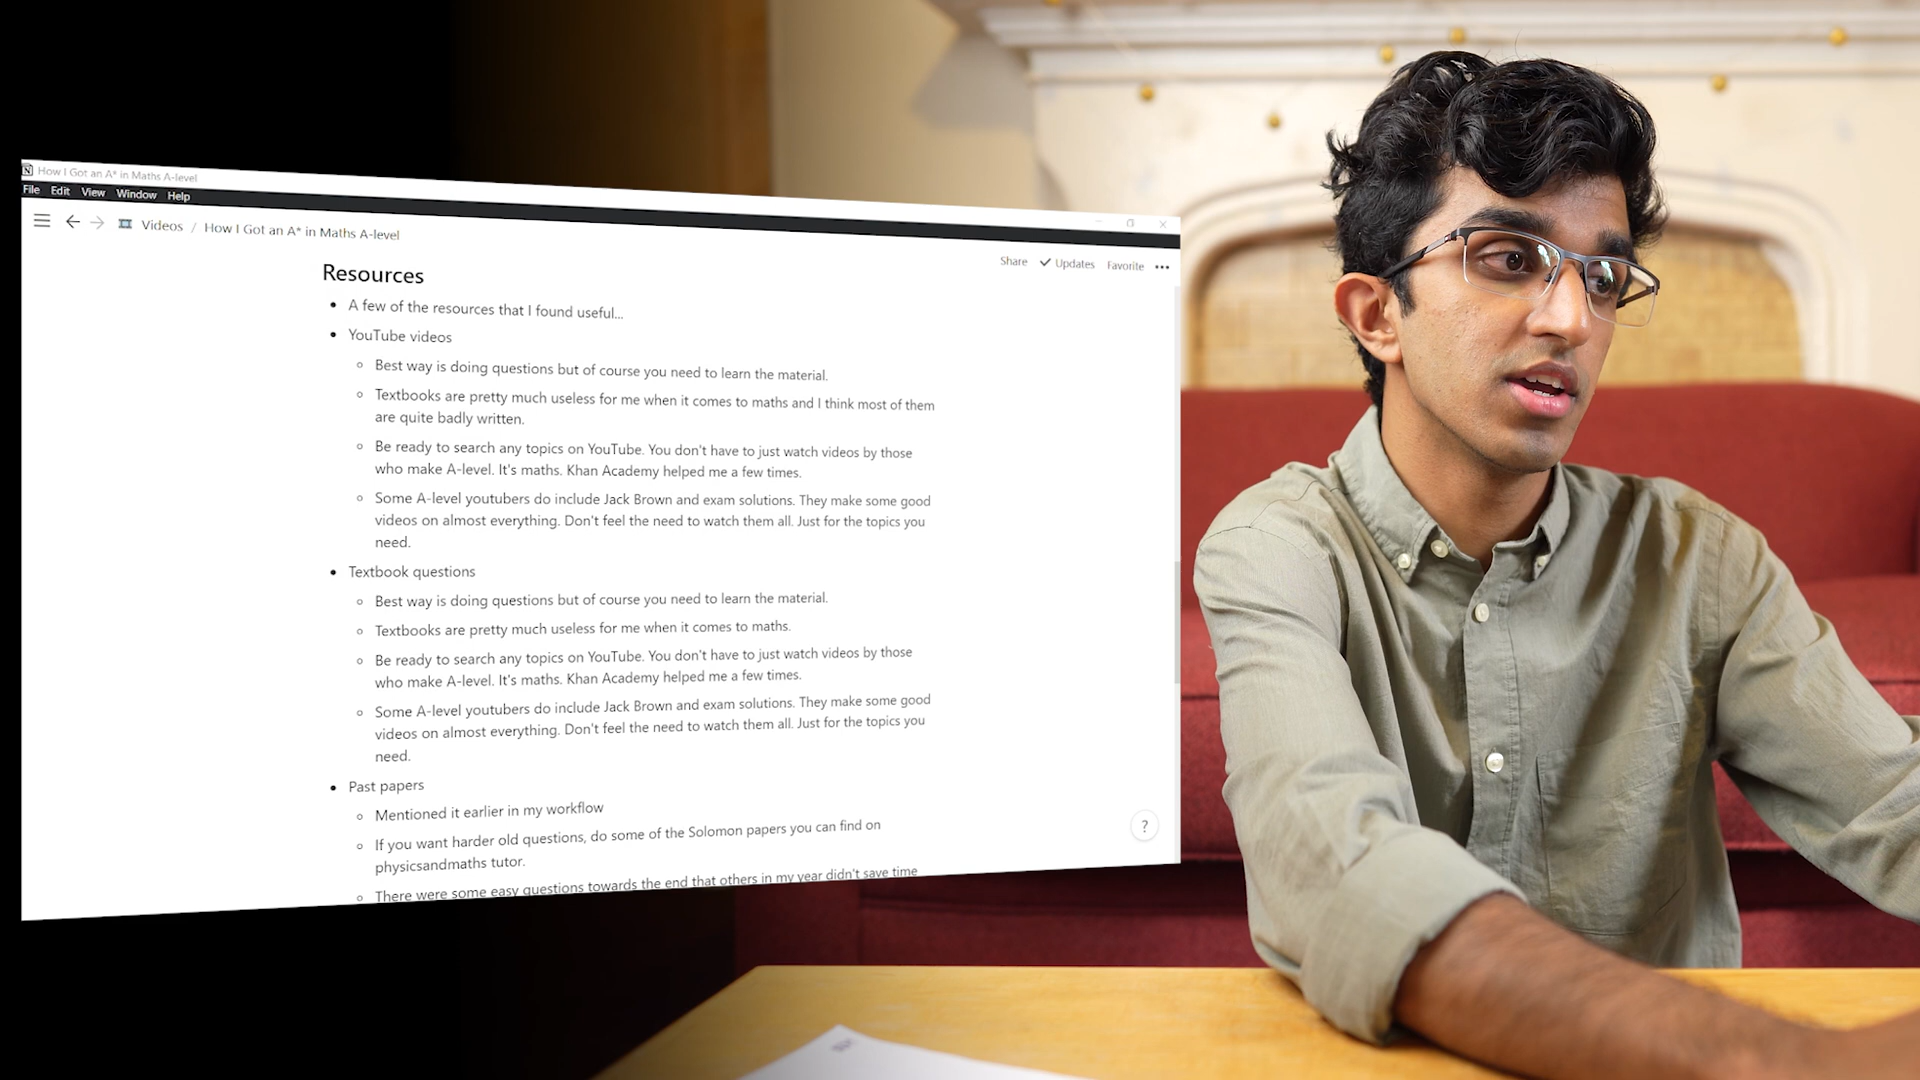 How I Got an A* in Maths A-level
File Edit View Window Help
Videos / How I Got an A* in Maths A-level
Share Updates Favorite
Resources
A few of the resources that I found useful...
YouTube videos
Best way is doing questions but of course you need to learn the material.
Textbooks are pretty much useless for me when it comes to maths and I think most of them
are quite badly written.
Be ready to search any topics on YouTube. You don't have to just watch videos by those
who make A-level. It's maths. Khan Academy helped me a few times.
Some A-level youtubers do include Jack Brown and exam solutions. They make some good
videos on almost everything. Don't feel the need to watch them all. Just for the topics you
need.
Textbook questions
Best way is doing questions but of course you need to learn the material.
Textbooks are pretty much useless for me when it comes to maths.
Be ready to search any topics on YouTube. You don't have to just watch videos by those
who make A-level. It's maths. Khan Academy helped me a few times.
Some A-level youtubers do include Jack Brown and exam solutions. They make some good
videos on almost everything. Don't feel the need to watch them all. Just for the topics you
need.
Past papers
Mentioned it earlier in my workflow
If you want harder old questions, do some of the Solomon papers you can find on
physicsandmaths tutor.
There were some easy questions towards the end that others in my year didn't save time
?